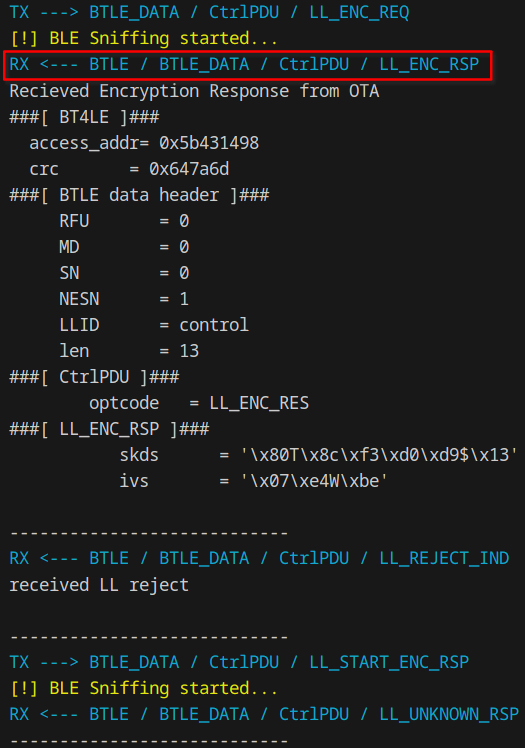 TX ---> BTLE_DATA / CtrlPDU / LL_ENC_REQ
[!] BLE Sniffing started...
RX <--- BTLE / BTLE_DATA / CtrlPDU / LL_ENC_RSP
Recieved Encryption Response from OTA
###[ BT4LE ]###
  access_addr= 0x5b431498
  crc       = 0x647a6d
###[ BTLE data header ]###
     RFU       = 0
     MD        = 0
     SN        = 0
     NESN      = 1
     LLID      = control
     len       = 13
###[ CtrlPDU ]###
        optcode   = LL_ENC_RES
###[ LL_ENC_RSP ]###
           skds      = '\x80T\x8c\xf3\xd0\xd9$\x13'
           ivs       = '\x07\xe4W\xbe'
----------------------------
RX <--- BTLE / BTLE_DATA / CtrlPDU / LL_REJECT_IND
received LL reject
----------------------------
TX ---> BTLE_DATA / CtrlPDU / LL_START_ENC_RSP
[!] BLE Sniffing started...
RX <--- BTLE / BTLE_DATA / CtrlPDU / LL_UNKNOWN_RSP
----------------------------